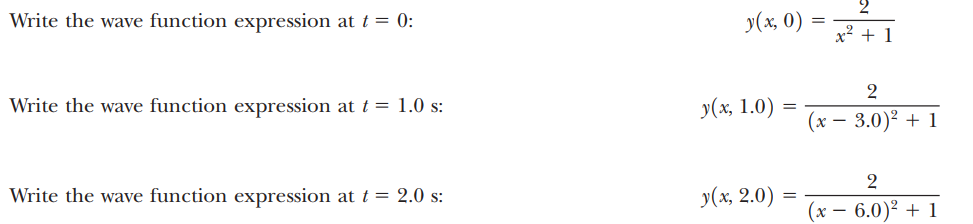 Write the wave function expression at t = 0: y(x, 0) = 2 / (x² + 1)
Write the wave function expression at t = 1.0 s: y(x, 1.0) = 2 / ((x − 3.0)² + 1)
Write the wave function expression at t = 2.0 s: y(x, 2.0) = 2 / ((x − 6.0)² + 1)